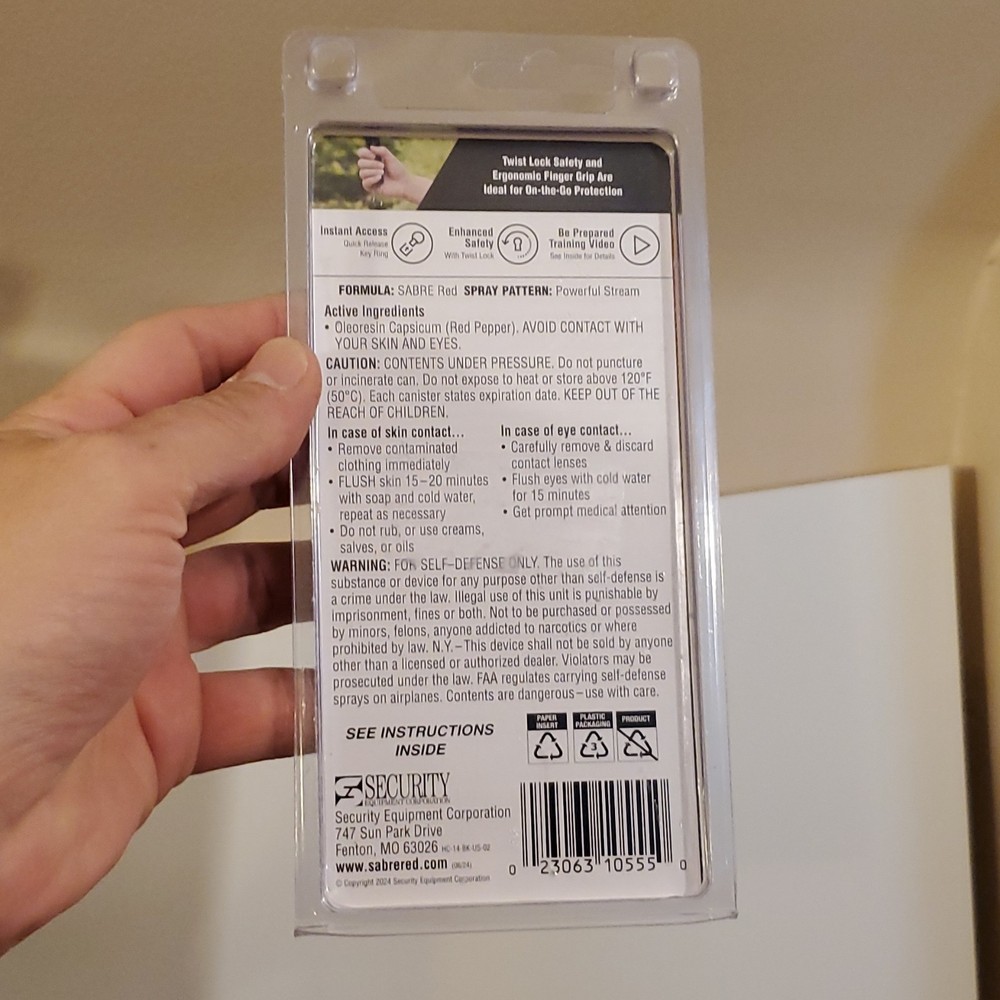 Twist Lock Safety and
Ergonomic Finger Grip Are
Ideal for On-the-Go Protection
Instant Access
Quick Release
Key Ring
Enhanced
Safety
With Twist Lock
Be Prepared
Training Video
See Inside for Details
FORMULA: SABRE Red SPRAY PATTERN: Powerful Stream
Active Ingredients
• Oleoresin Capsicum (Red Pepper). AVOID CONTACT WITH
YOUR SKIN AND EYES.
CAUTION: CONTENTS UNDER PRESSURE. Do not puncture
or incinerate can. Do not expose to heat or store above 120°F
(50°C). Each canister states expiration date. KEEP OUT OF THE
REACH OF CHILDREN.
In case of skin contact...
• Remove contaminated
clothing immediately
• FLUSH skin 15–20 minutes
with soap and cold water,
repeat as necessary
• Do not rub, or use creams,
salves, or oils
In case of eye contact...
• Carefully remove & discard
contact lenses
• Flush eyes with cold water
for 15 minutes
• Get prompt medical attention
WARNING: FOR SELF–DEFENSE ONLY. The use of this
substance or device for any purpose other than self-defense is
a crime under the law. Illegal use of this unit is punishable by
imprisonment, fines or both. Not to be purchased or possessed
by minors, felons, anyone addicted to narcotics or where
prohibited by law. N.Y.–This device shall not be sold by anyone
other than a licensed or authorized dealer. Violators may be
prosecuted under the law. FAA regulates carrying self-defense
sprays on airplanes. Contents are dangerous–use with care.
SEE INSTRUCTIONS
INSIDE
PAPER
INSERT
PLASTIC
PACKAGING
3
PRODUCT
SECURITY
EQUIPMENT CORPORATION
Security Equipment Corporation
747 Sun Park Drive
Fenton, MO 63026 HC-14-BK-US-02
www.sabrered.com (06/24)
© Copyright 2024 Security Equipment Corporation
0 23063 10555 0